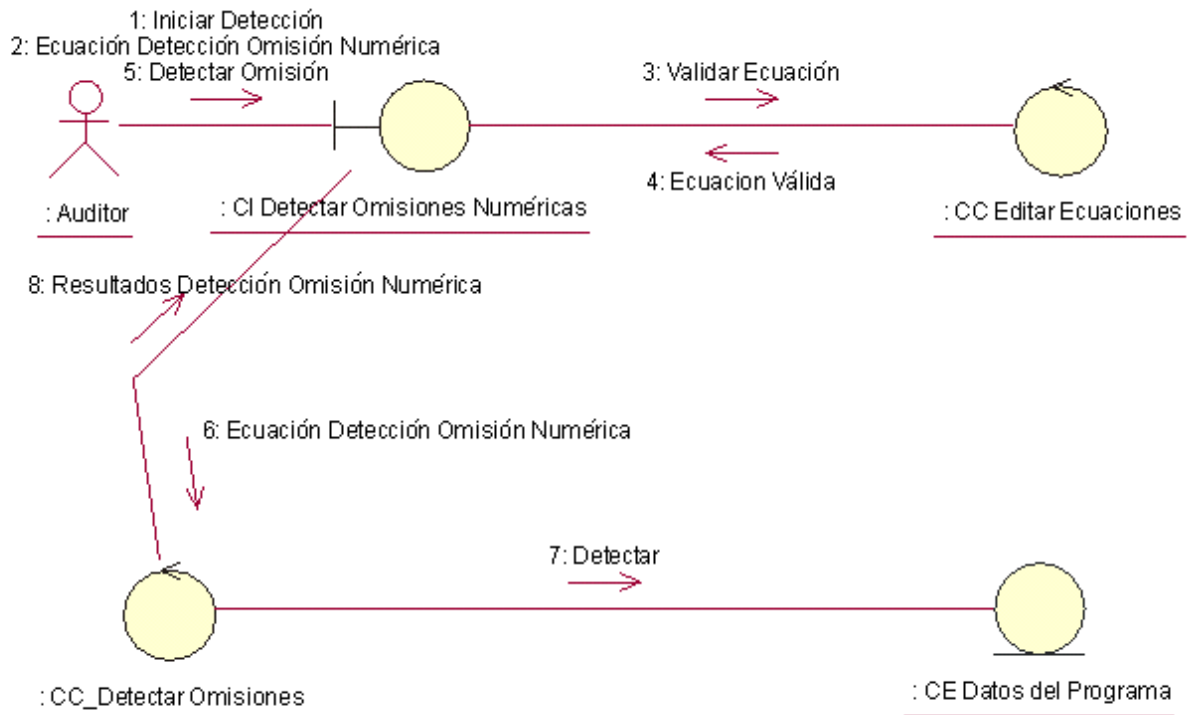 1: Iniciar Detección
2: Ecuación Detección Omisión Numérica
5: Detectar Omisión
3: Validar Ecuación
4: Ecuacion Válida
: Auditor
: CI Detectar Omisiones Numéricas
: CC Editar Ecuaciones
8: Resultados Detección Omisión Numérica
6: Ecuación Detección Omisión Numérica
7: Detectar
: CC_Detectar Omisiones
: CE Datos del Programa